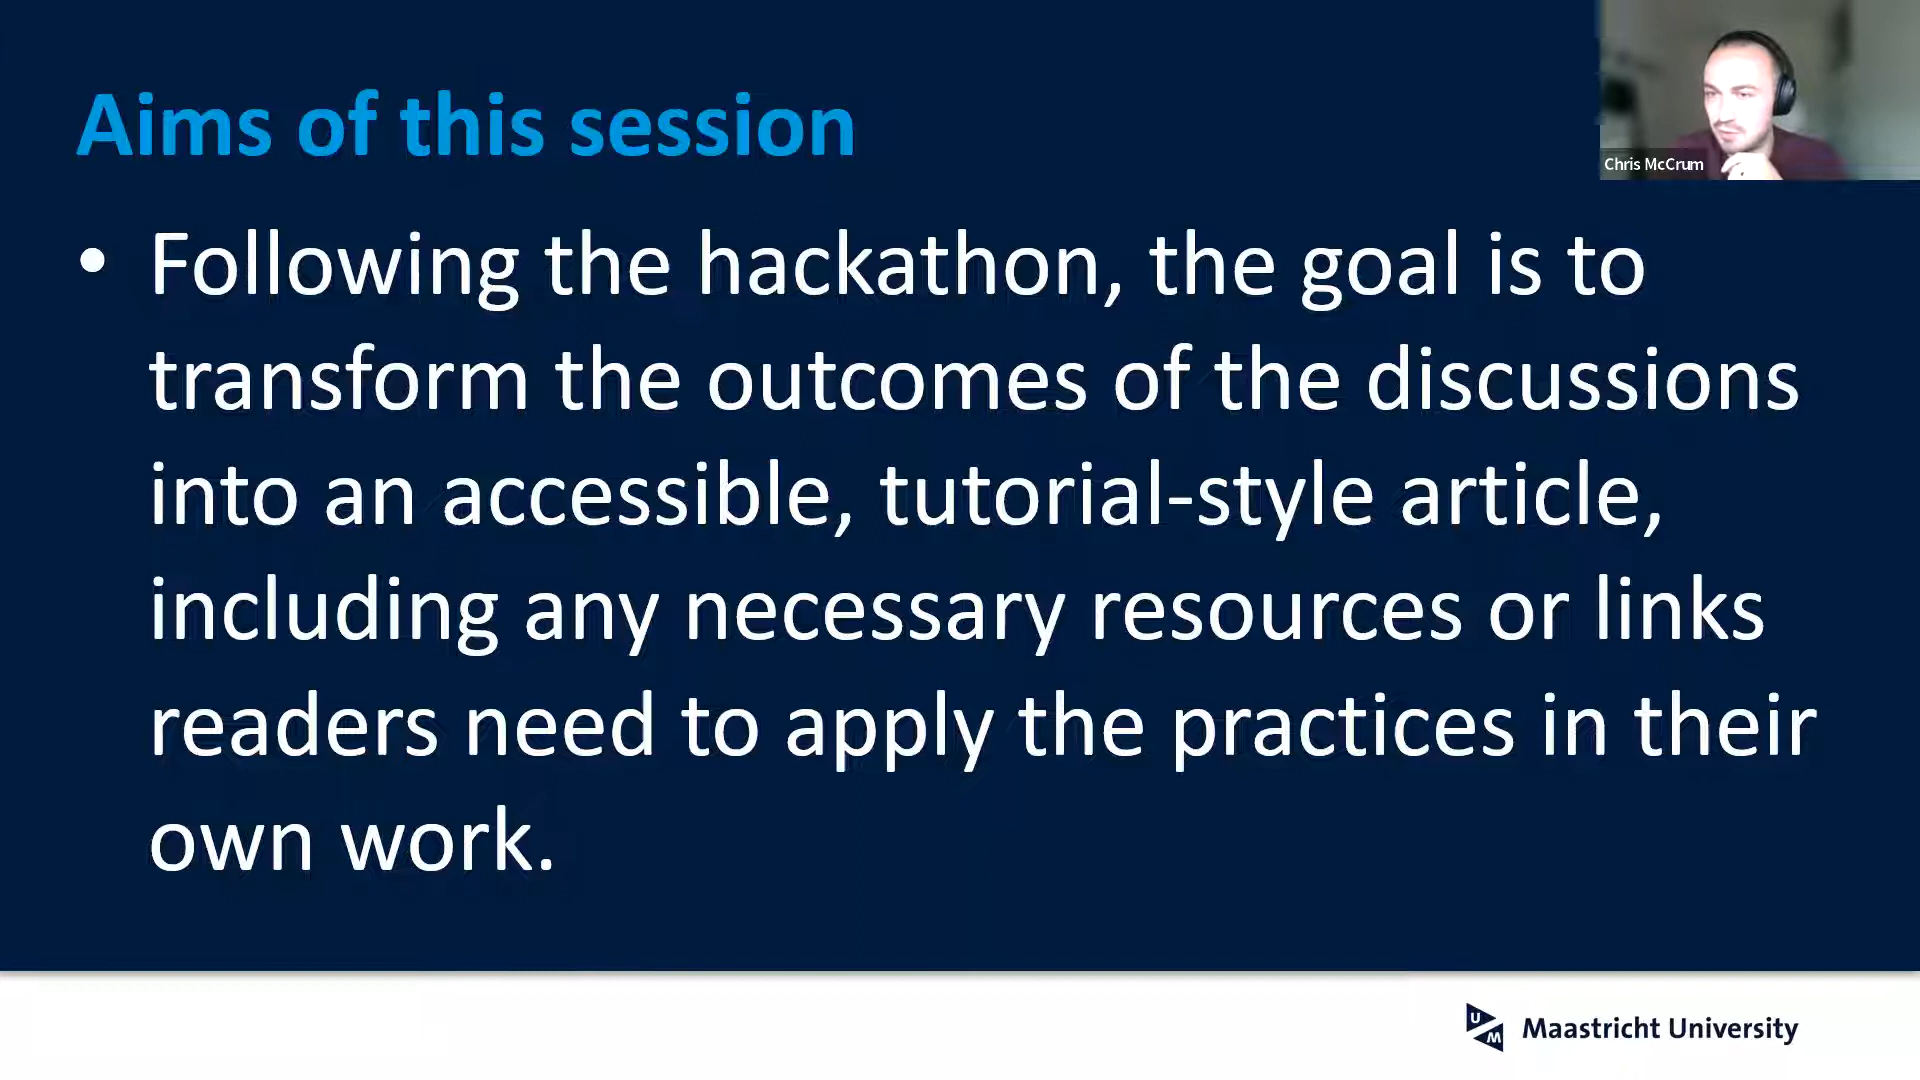 Aims of this session
Chris McCrum
• Following the hackathon, the goal is to
transform the outcomes of the discussions
into an accessible, tutorial-style article,
including any necessary resources or links
readers need to apply the practices in their
own work.
UM Maastricht University